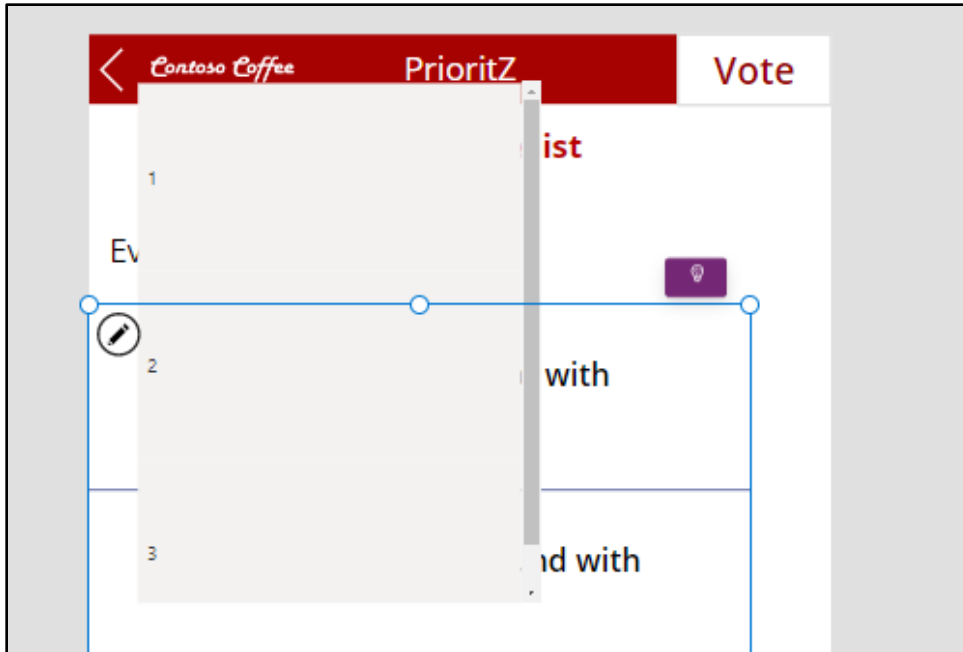 Contoso Coffee PrioritZ Vote
ist
1
Ev
2 with
3 nd with